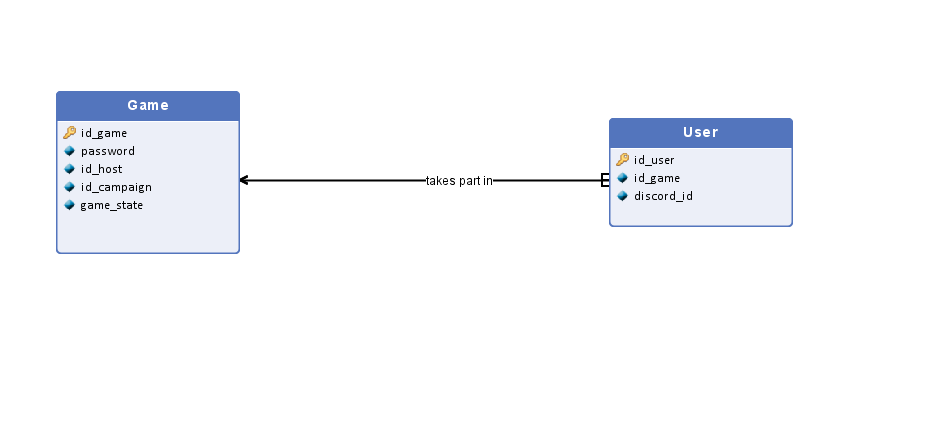 Game
id_game
password
id_host
id_campaign
game_state
takes part in
User
id_user
id_game
discord_id